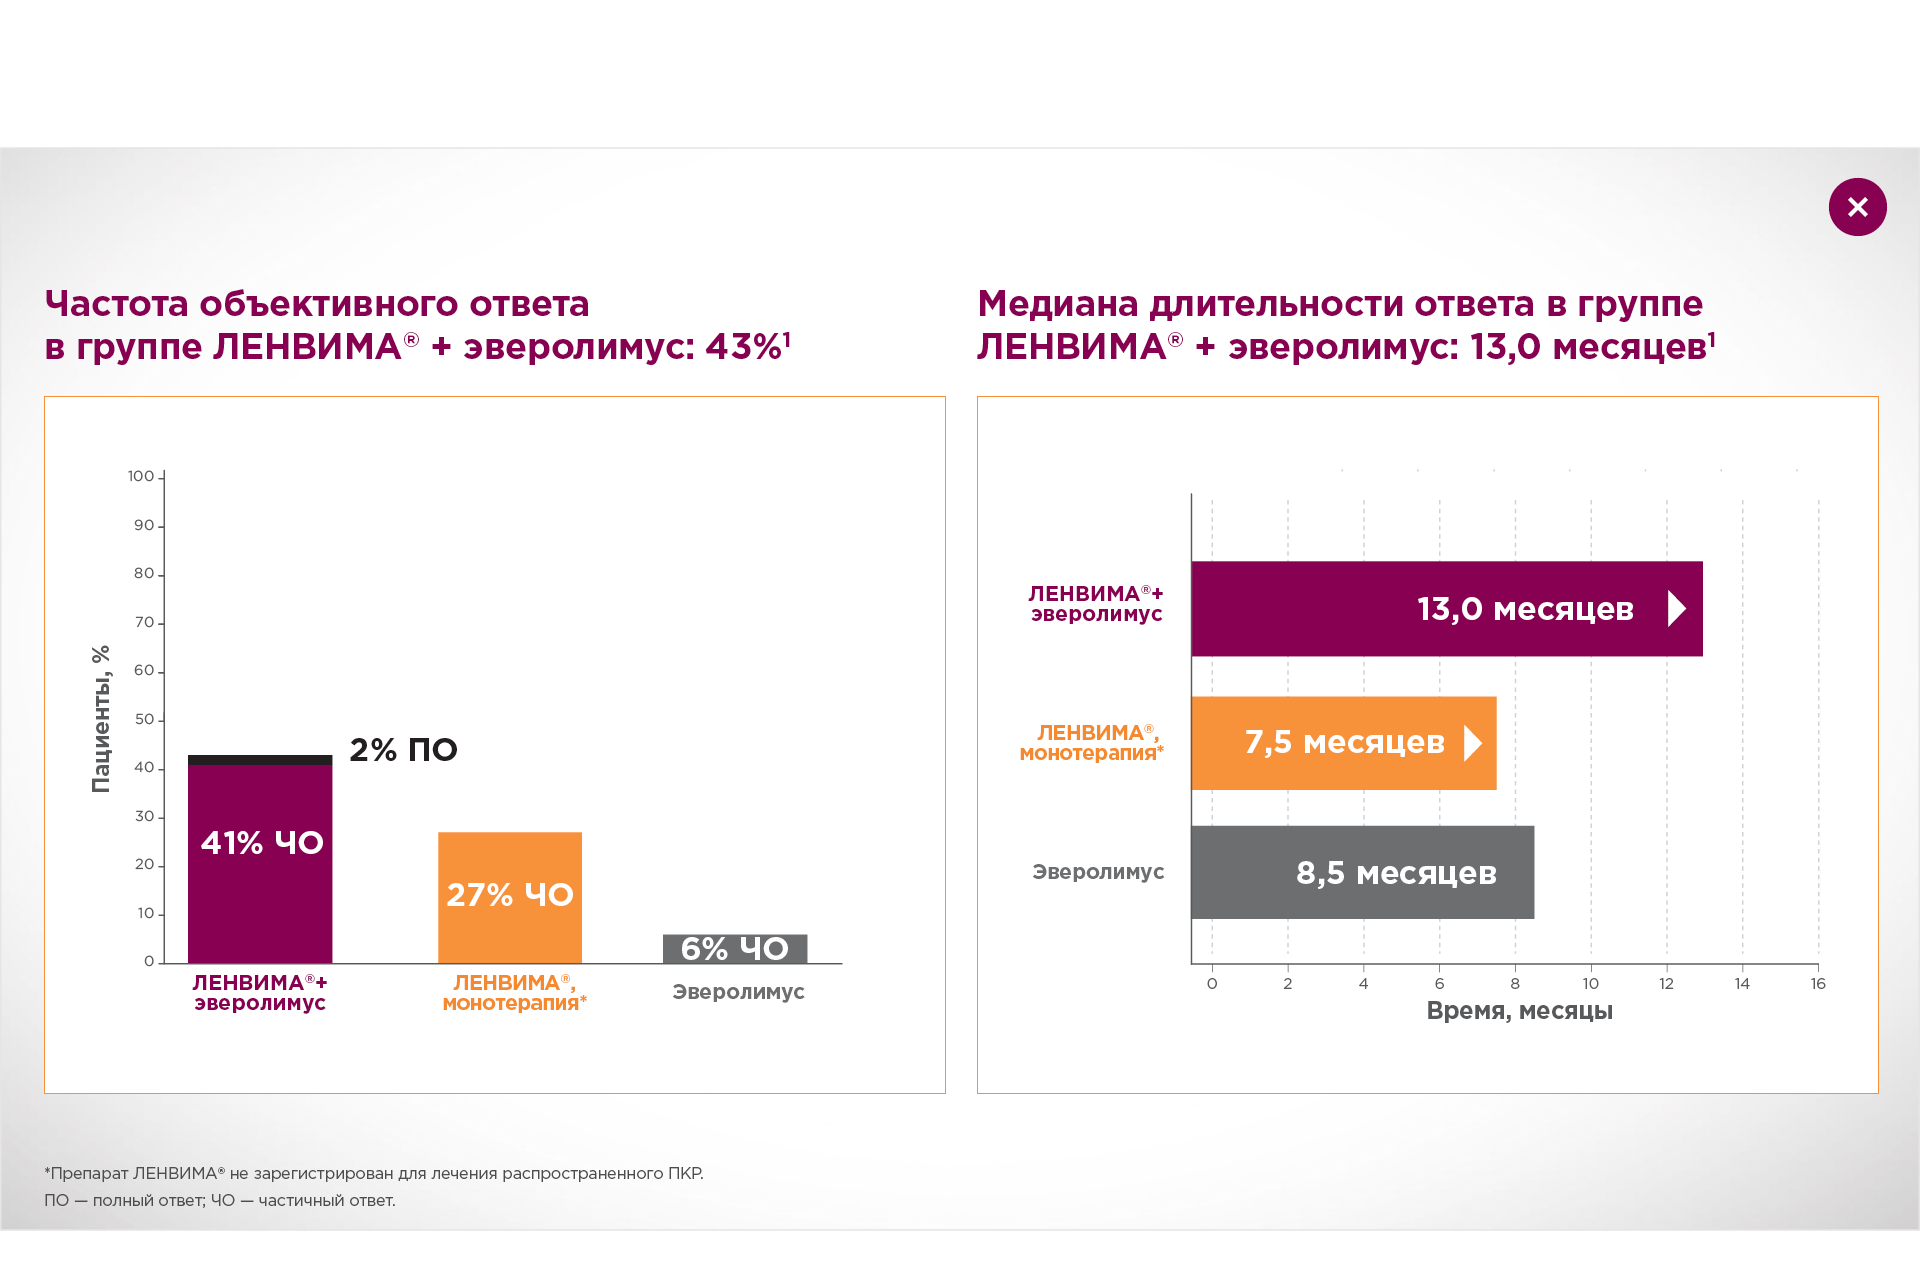 Частота объективного ответа
в группе ЛЕНВИМА® + эверолимус: 43%¹
Медиана длительности ответа в группе
ЛЕНВИМА® + эверолимус: 13,0 месяцев¹
Пациенты, %
100
90
80
70
60
50
40
30
20
10
0
2% ПО
41% ЧО
27% ЧО
6% ЧО
ЛЕНВИМА®+
эверолимус
ЛЕНВИМА®,
монотерапия*
Эверолимус
ЛЕНВИМА®+
эверолимус
13,0 месяцев
ЛЕНВИМА®,
монотерапия*
7,5 месяцев
Эверолимус
8,5 месяцев
0 2 4 6 8 10 12 14 16
Время, месяцы
*Препарат ЛЕНВИМА® не зарегистрирован для лечения распространенного ПКР.
ПО — полный ответ; ЧО — частичный ответ.